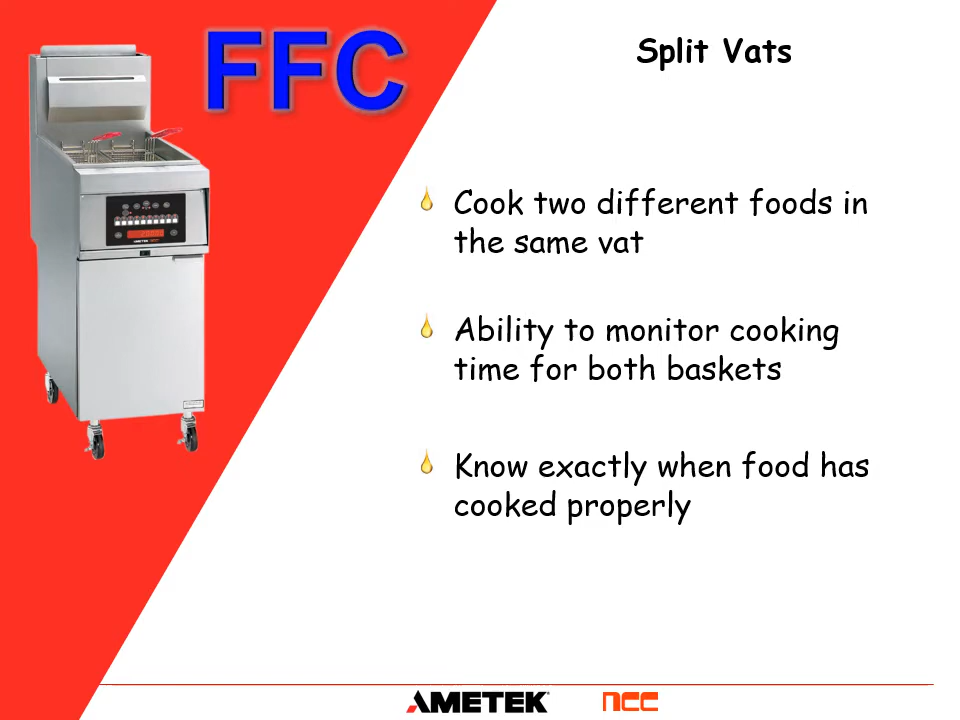 FFC
Split Vats
Cook two different foods in
the same vat
Ability to monitor cooking
time for both baskets
Know exactly when food has
cooked properly
AMETEK
AMETEK NCC